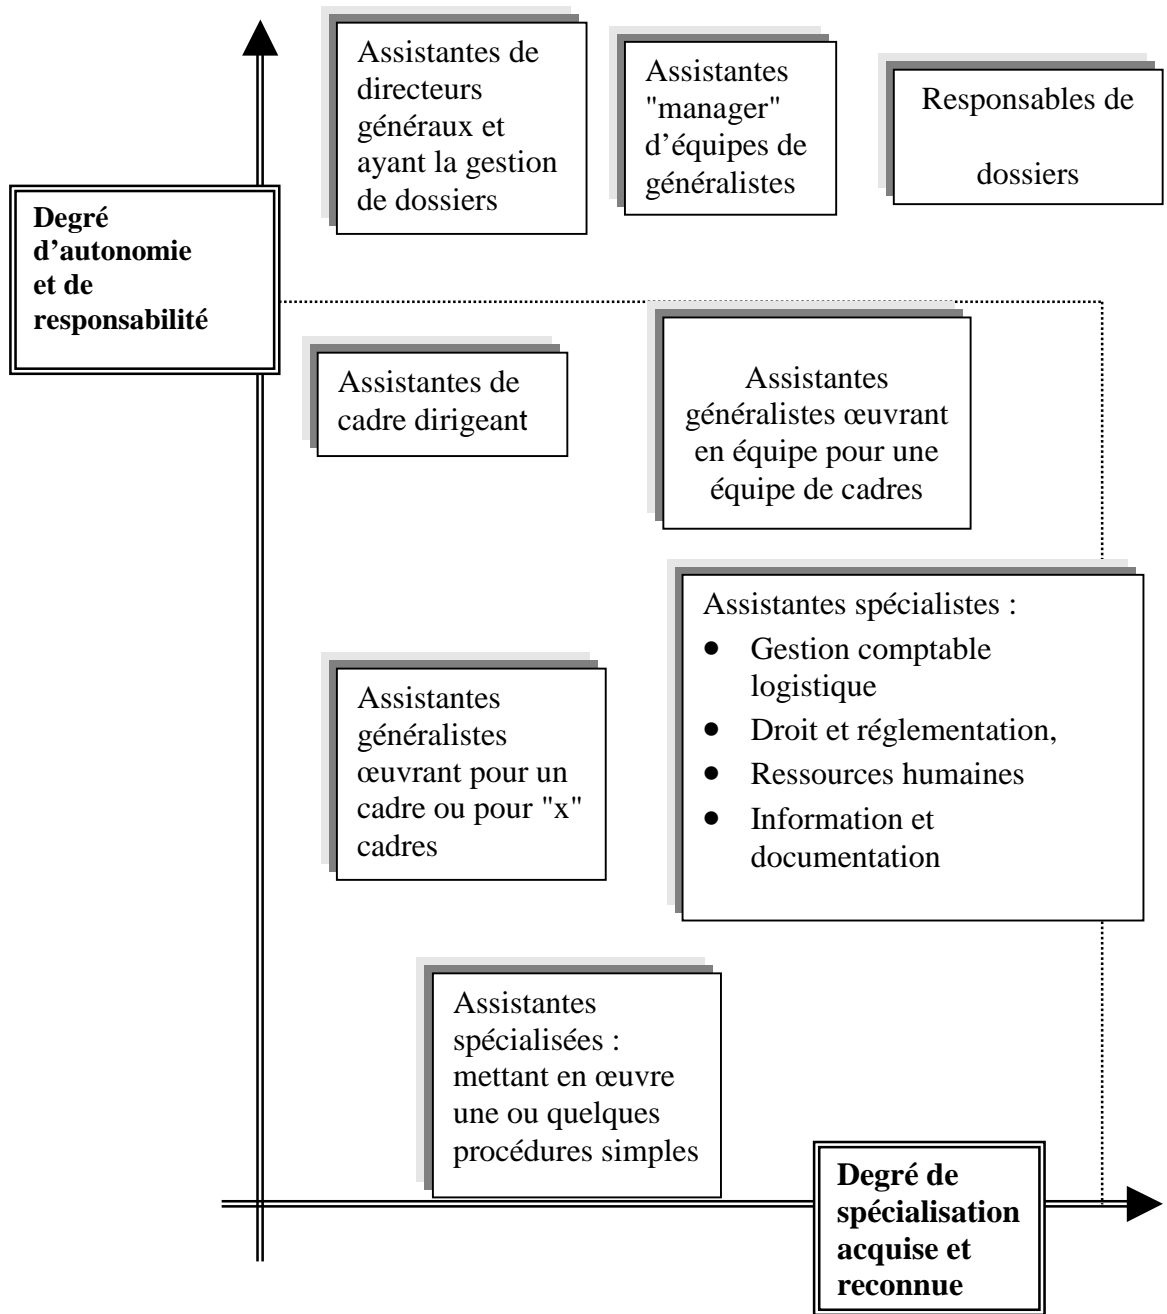 Assistantes de
directeurs
généraux et
ayant la gestion
de dossiers
Assistantes
"manager"
d’équipes de
généralistes
Responsables de
dossiers
Degré
d’autonomie
et de
responsabilité
Assistantes de
cadre dirigeant
Assistantes
généralistes œuvrant
en équipe pour une
équipe de cadres
Assistantes
généralistes
œuvrant pour un
cadre ou pour "x"
cadres
Assistantes spécialistes :
● Gestion comptable
logistique
● Droit et réglementation,
● Ressources humaines
● Information et
documentation
Assistantes
spécialisées :
mettant en œuvre
une ou quelques
procédures simples
Degré de
spécialisation
acquise et
reconnue